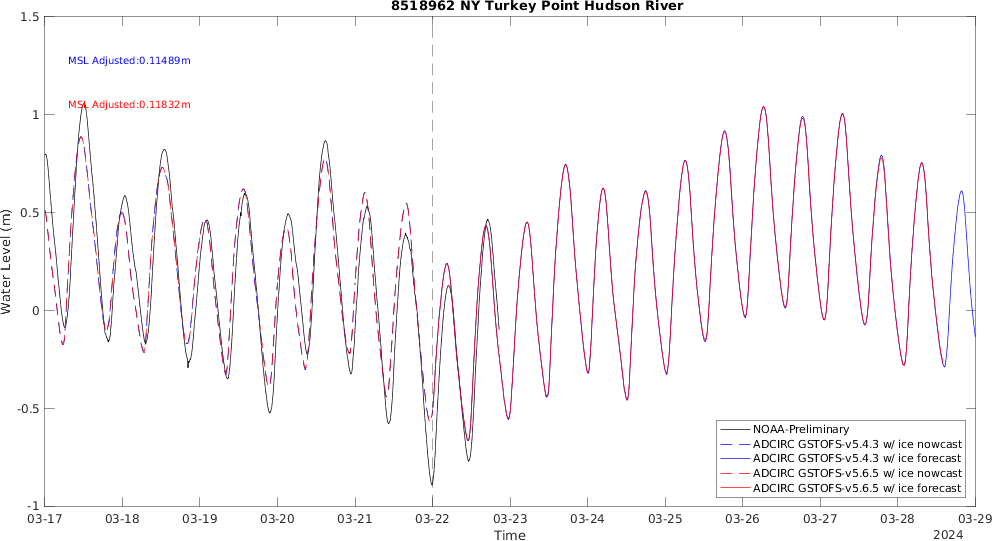 8518962 NY Turkey Point Hudson River
1.5
MSL Adjusted:0.11489m
MSL Adjusted:0.11832m
1
0.5
Water Level (m)
0
-0.5
-1
NOAA-Preliminary
ADCIRC GSTOFS-v5.4.3 w/ ice nowcast
ADCIRC GSTOFS-v5.4.3 w/ ice forecast
ADCIRC GSTOFS-v5.6.5 w/ ice nowcast
ADCIRC GSTOFS-v5.6.5 w/ ice forecast
03-17 03-18 03-19 03-20 03-21 03-22 03-23 03-24 03-25 03-26 03-27 03-28 03-29
Time
2024